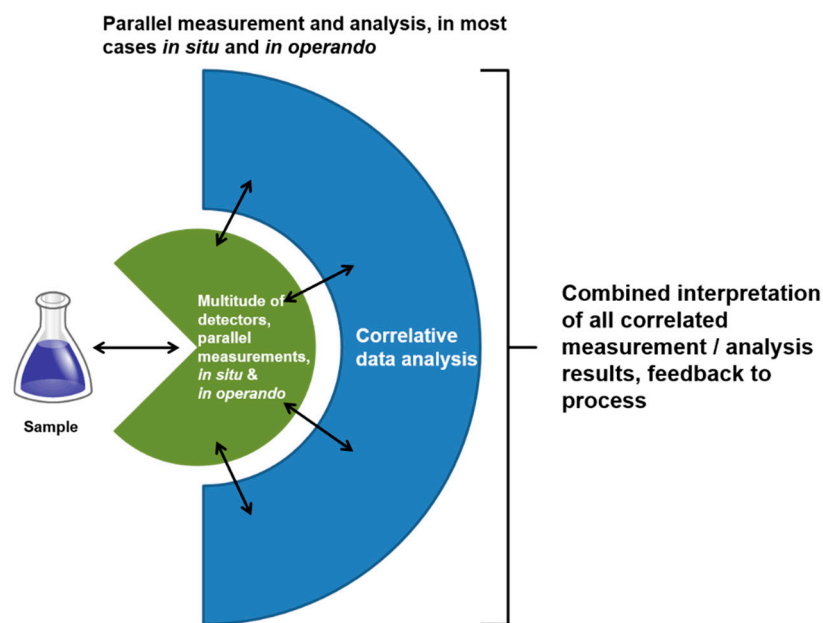 Parallel measurement and analysis, in most
cases in situ and in operando
Multitude of
detectors,
parallel
measurements,
in situ &
in operando
Correlative
data analysis
Sample
Combined interpretation
of all correlated
measurement / analysis
results, feedback to
process